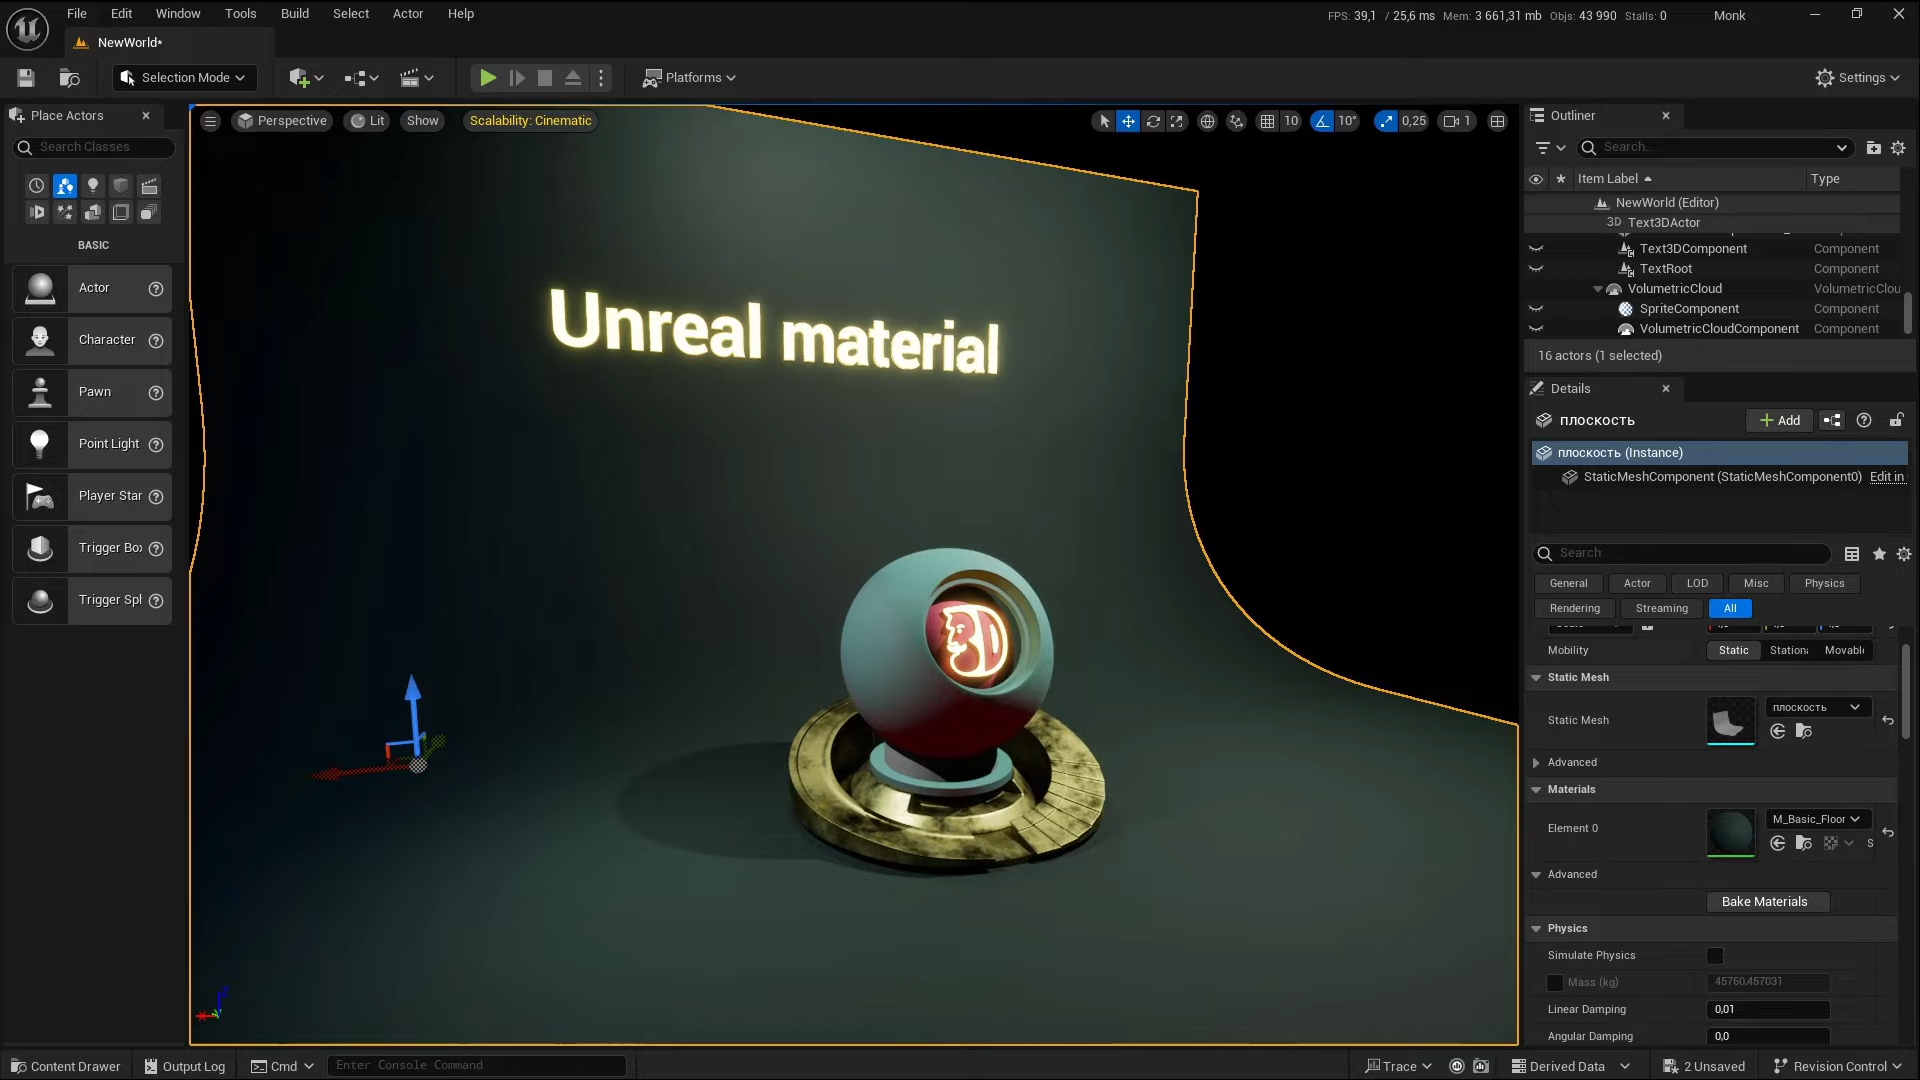 File Edit Window Tools Build Select Actor Help
FPS: 39,1 / 25,6 ms Mem: 3 661,31 mb Objs: 43 990 Stalls: 0 Monk
NewWorld*
Selection Mode Platforms Settings
Place Actors
Search Classes
BASIC
Actor
Character
Pawn
Point Light
Player Star
Trigger Box
Trigger Sph
Perspective Lit Show Scalability: Cinematic 10 10° 0,25 1
Unreal material
3D
Outliner
Search...
Item Label Type
NewWorld (Editor)
3D Text3DActor
Text3DComponent Component
TextRoot Component
VolumetricCloud VolumetricClou
SpriteComponent Component
VolumetricCloudComponent Component
16 actors (1 selected)
Details
плоскость Add
плоскость (Instance)
StaticMeshComponent (StaticMeshComponent0) Edit in
Search
General Actor LOD Misc Physics
Rendering Streaming All
Mobility Static Stationa Movable
Static Mesh
Static Mesh плоскость
Advanced
Materials
Element 0 M_Basic_Floor
S
Advanced
Bake Materials
Physics
Simulate Physics
Mass (kg) 45760,457031
Linear Damping 0,01
Angular Damping 0,0
Content Drawer Output Log Cmd Enter Console Command Trace Derived Data 2 Unsaved Revision Control